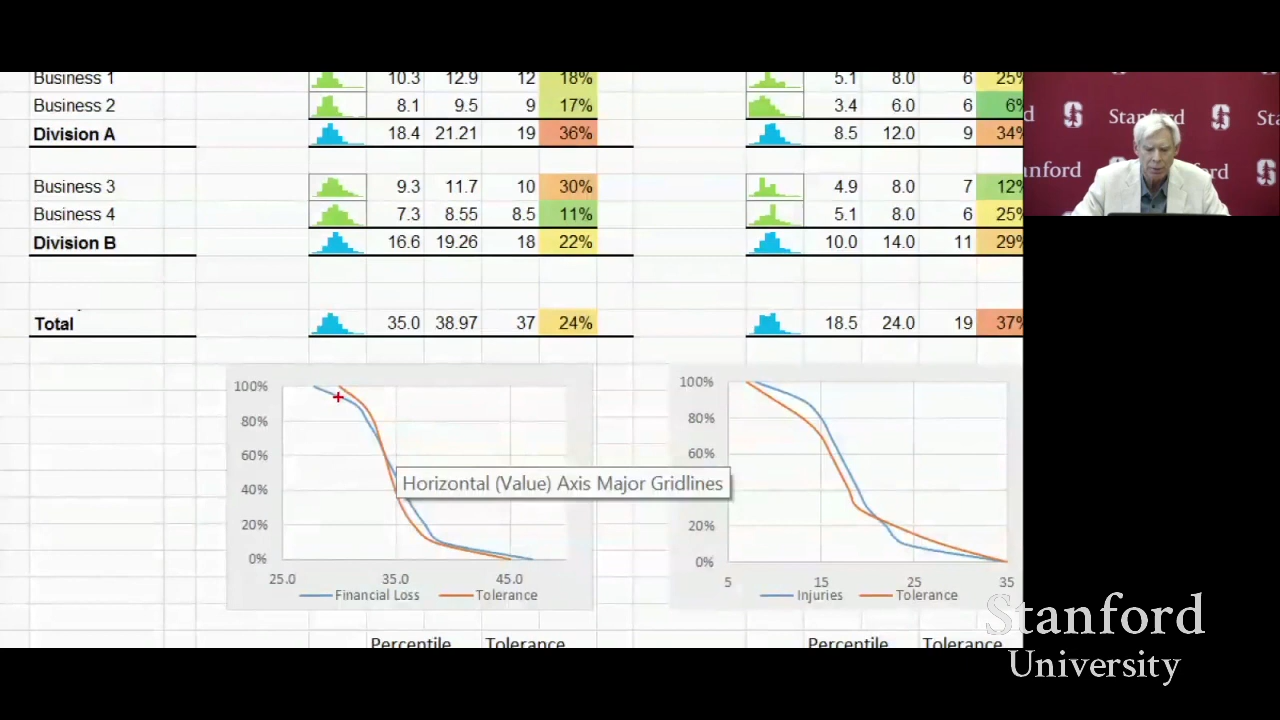 Business 1 10.3 12.9 12 18% 5.1 8.0 6 25%
Business 2 8.1 9.5 9 17% 3.4 6.0 6 6%
Division A 18.4 21.21 19 36% 8.5 12.0 9 34%
Business 3 9.3 11.7 10 30% 4.9 8.0 7 12%
Business 4 7.3 8.55 8.5 11% 5.1 8.0 6 25%
Division B 16.6 19.26 18 22% 10.0 14.0 11 29%
Total 35.0 38.97 37 24% 18.5 24.0 19 37%
100%
80%
60%
40%
20%
0%
25.0 35.0 45.0
Financial Loss Tolerance
Horizontal (Value) Axis Major Gridlines
100%
80%
60%
20%
0%
5 15 25 35
Injuries Tolerance
Percentile Tolerance Percentile Tolerance
Stanford Sta
nford rd
Stanford
University